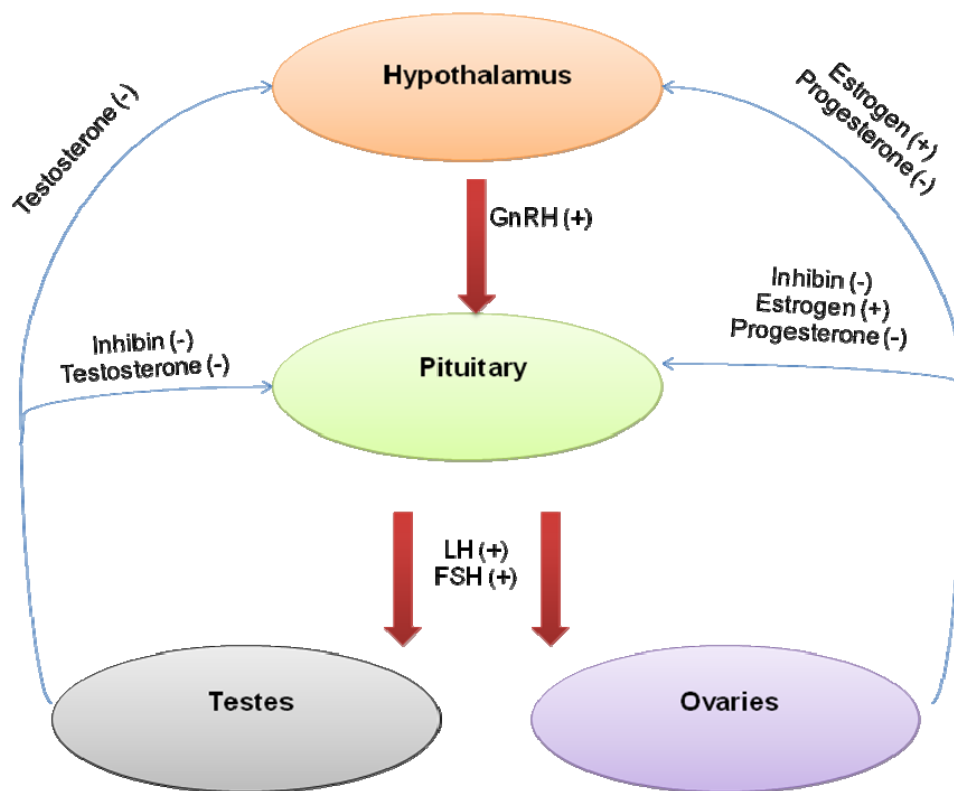 Hypothalamus
Testosterone (-)
Estrogen (+)
Progesterone (-)
GnRH (+)
Inhibin (-)
Estrogen (+)
Progesterone (-)
Inhibin (-)
Testosterone (-)
Pituitary
LH (+)
FSH (+)
Testes
Ovaries